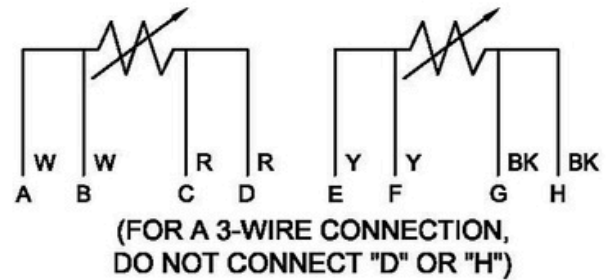 W W R R Y Y BK BK
A B C D E F G H
(FOR A 3-WIRE CONNECTION,
DO NOT CONNECT "D" OR "H")